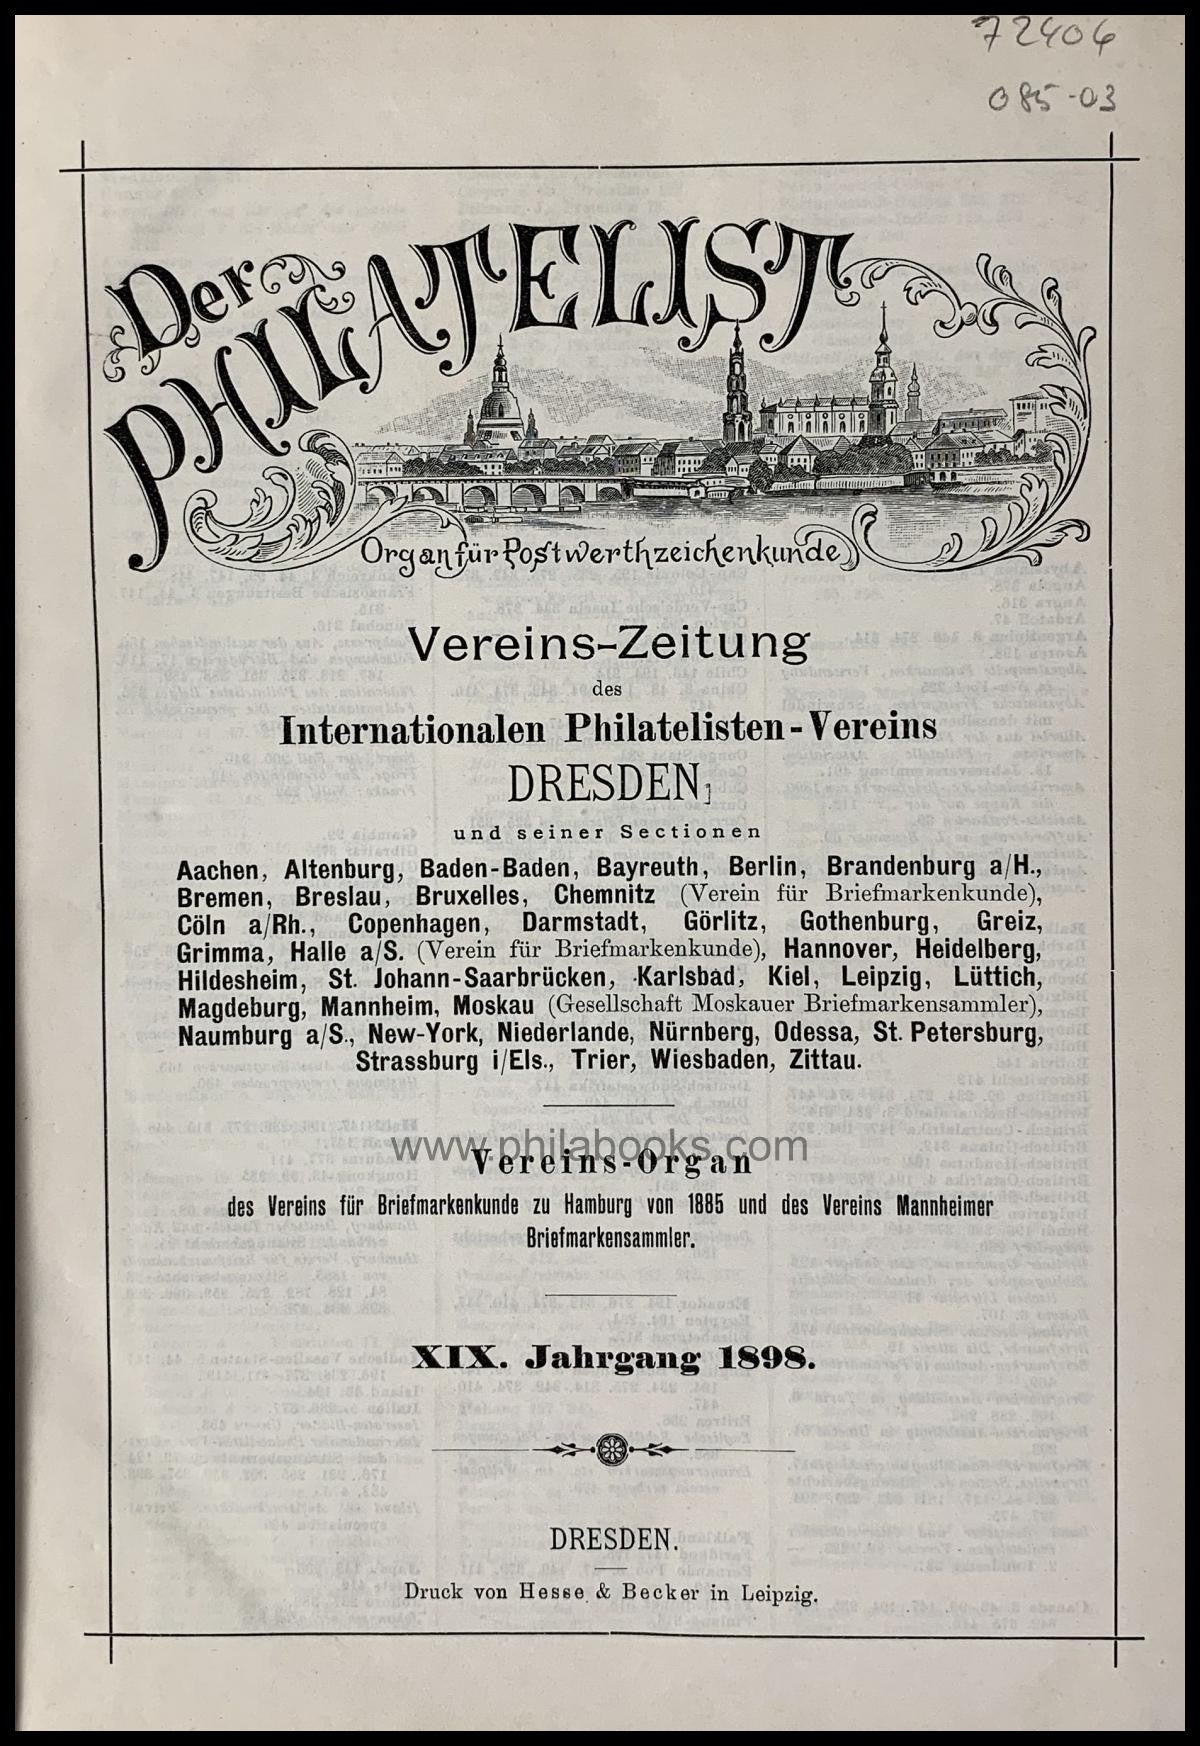 72406
085-03
Der
PHILATELIST
Organ für Postwerthzeichenkunde
Vereins-Zeitung
des
Internationalen Philatelisten-Vereins
DRESDEN
und seiner Sectionen
Aachen, Altenburg, Baden-Baden, Bayreuth, Berlin, Brandenburg a/H.,
Bremen, Breslau, Bruxelles, Chemnitz (Verein für Briefmarkenkunde),
Cöln a/Rh., Copenhagen, Darmstadt, Görlitz, Gothenburg, Greiz,
Grimma, Halle a/S. (Verein für Briefmarkenkunde), Hannover, Heidelberg,
Hildesheim, St. Johann-Saarbrücken, Karlsbad, Kiel, Leipzig, Lüttich,
Magdeburg, Mannheim, Moskau (Gesellschaft Moskauer Briefmarkensammler),
Naumburg a/S., New-York, Niederlande, Nürnberg, Odessa, St. Petersburg,
Strassburg i/Els., Trier, Wiesbaden, Zittau.
www.philabooks.com
Vereins-Organ
des Vereins für Briefmarkenkunde zu Hamburg von 1885 und des Vereins Mannheimer
Briefmarkensammler.
XIX. Jahrgang 1898.
DRESDEN.
Druck von Hesse & Becker in Leipzig.